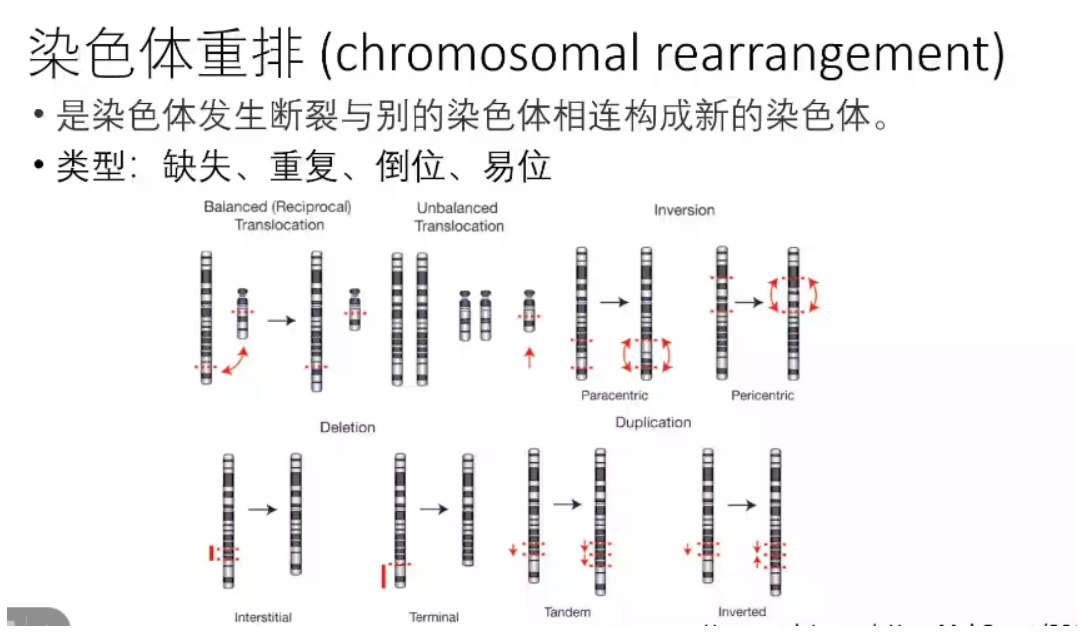 染色体重排 (chromosomal rearrangement)
• 是染色体发生断裂与别的染色体相连构成新的染色体。
• 类型：缺失、重复、倒位、易位
Balanced (Reciprocal)
Translocation
Unbalanced
Translocation
Inversion
Paracentric
Pericentric
Deletion
Duplication
Interstitial
Terminal
Tandem
Inverted